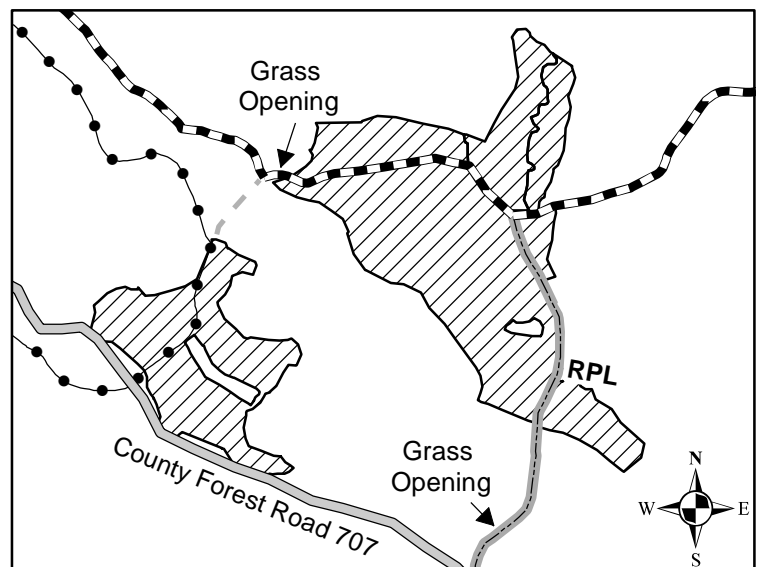 Grass
Opening
RPL
Grass
Opening
County Forest Road 707
N
W
E
S